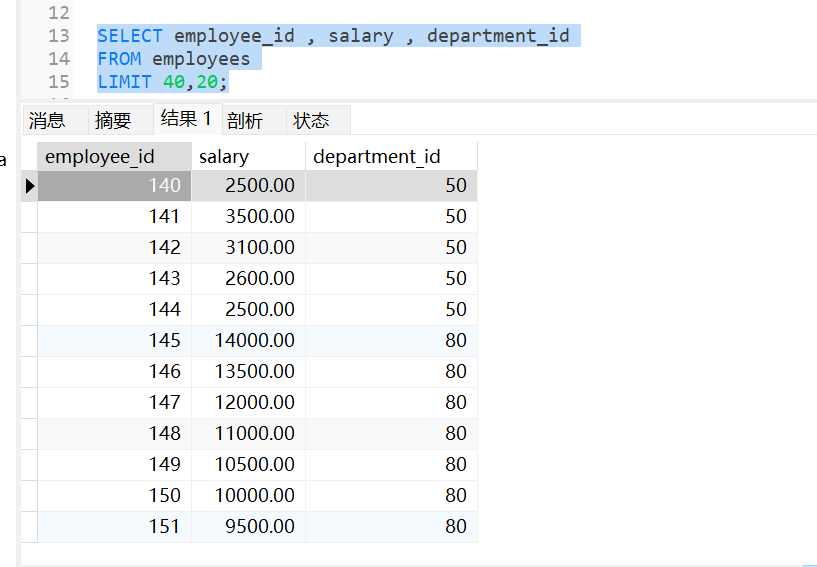 12
13 SELECT employee_id , salary , department_id
14 FROM employees
15 LIMIT 40,20;
消息 摘要 结果 1 剖析 状态
a
employee_id salary department_id
140 2500.00 50
141 3500.00 50
142 3100.00 50
143 2600.00 50
144 2500.00 50
145 14000.00 80
146 13500.00 80
147 12000.00 80
148 11000.00 80
149 10500.00 80
150 10000.00 80
151 9500.00 80